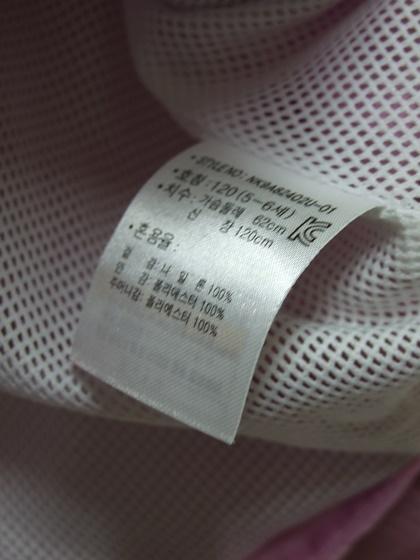 • STYLE NO: NK8A82402U-01
• 호칭: 120 (5-6세)
• 치수: 가슴둘레 62cm
신 장 120cm
• 혼용율:
겉 감: 나 일 론 100%
안 감: 폴리에스터 100%
주머니감: 폴리에스터 100%